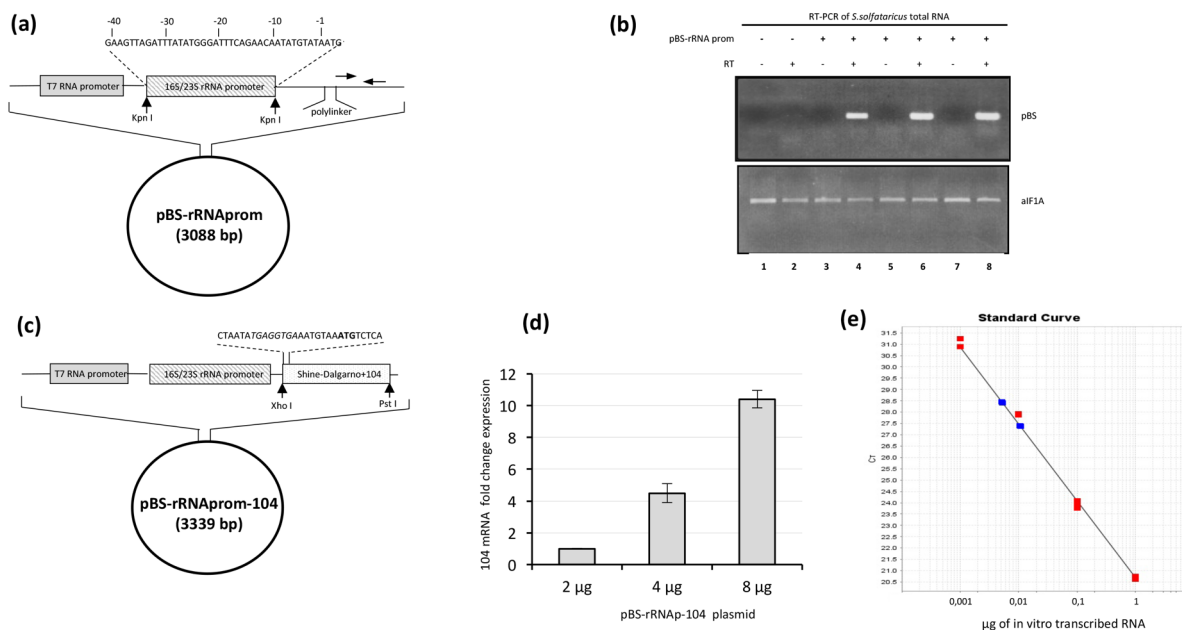 (a)
-40 -30 -20 -10 -1
GAAGTTAGATTTATATGGGATTTCAGAACAATATGTATAATG
T7 RNA promoter
16S/23S rRNA promoter
Kpn I
Kpn I
polylinker
pBS-rRNAprom
(3088 bp)
(b)
RT-PCR of S.solfataricus total RNA
pBS-rRNA prom - - + + + + + +
RT - + - + - + - +
pBS
aIF1A
1 2 3 4 5 6 7 8
(c)
CTAATATGAGGTGAAATGTAAATGTCTCA
T7 RNA promoter
16S/23S rRNA promoter
Shine-Dalgarno+104
Xho I
Pst I
pBS-rRNAprom-104
(3339 bp)
(d)
104 mRNA fold change expression
12
10
8
6
4
2
0
2 µg 4 µg 8 µg
pBS-rRNAp-104 plasmid
(e)
Standard Curve
31.5
31.0
30.5
30.0
29.5
29.0
28.5
28.0
27.5
27.0
26.5
26.0
25.5
25.0
24.5
24.0
23.5
23.0
22.5
22.0
21.5
21.0
20.5
CT
0,001 0,01 0,1 1
µg of in vitro transcribed RNA